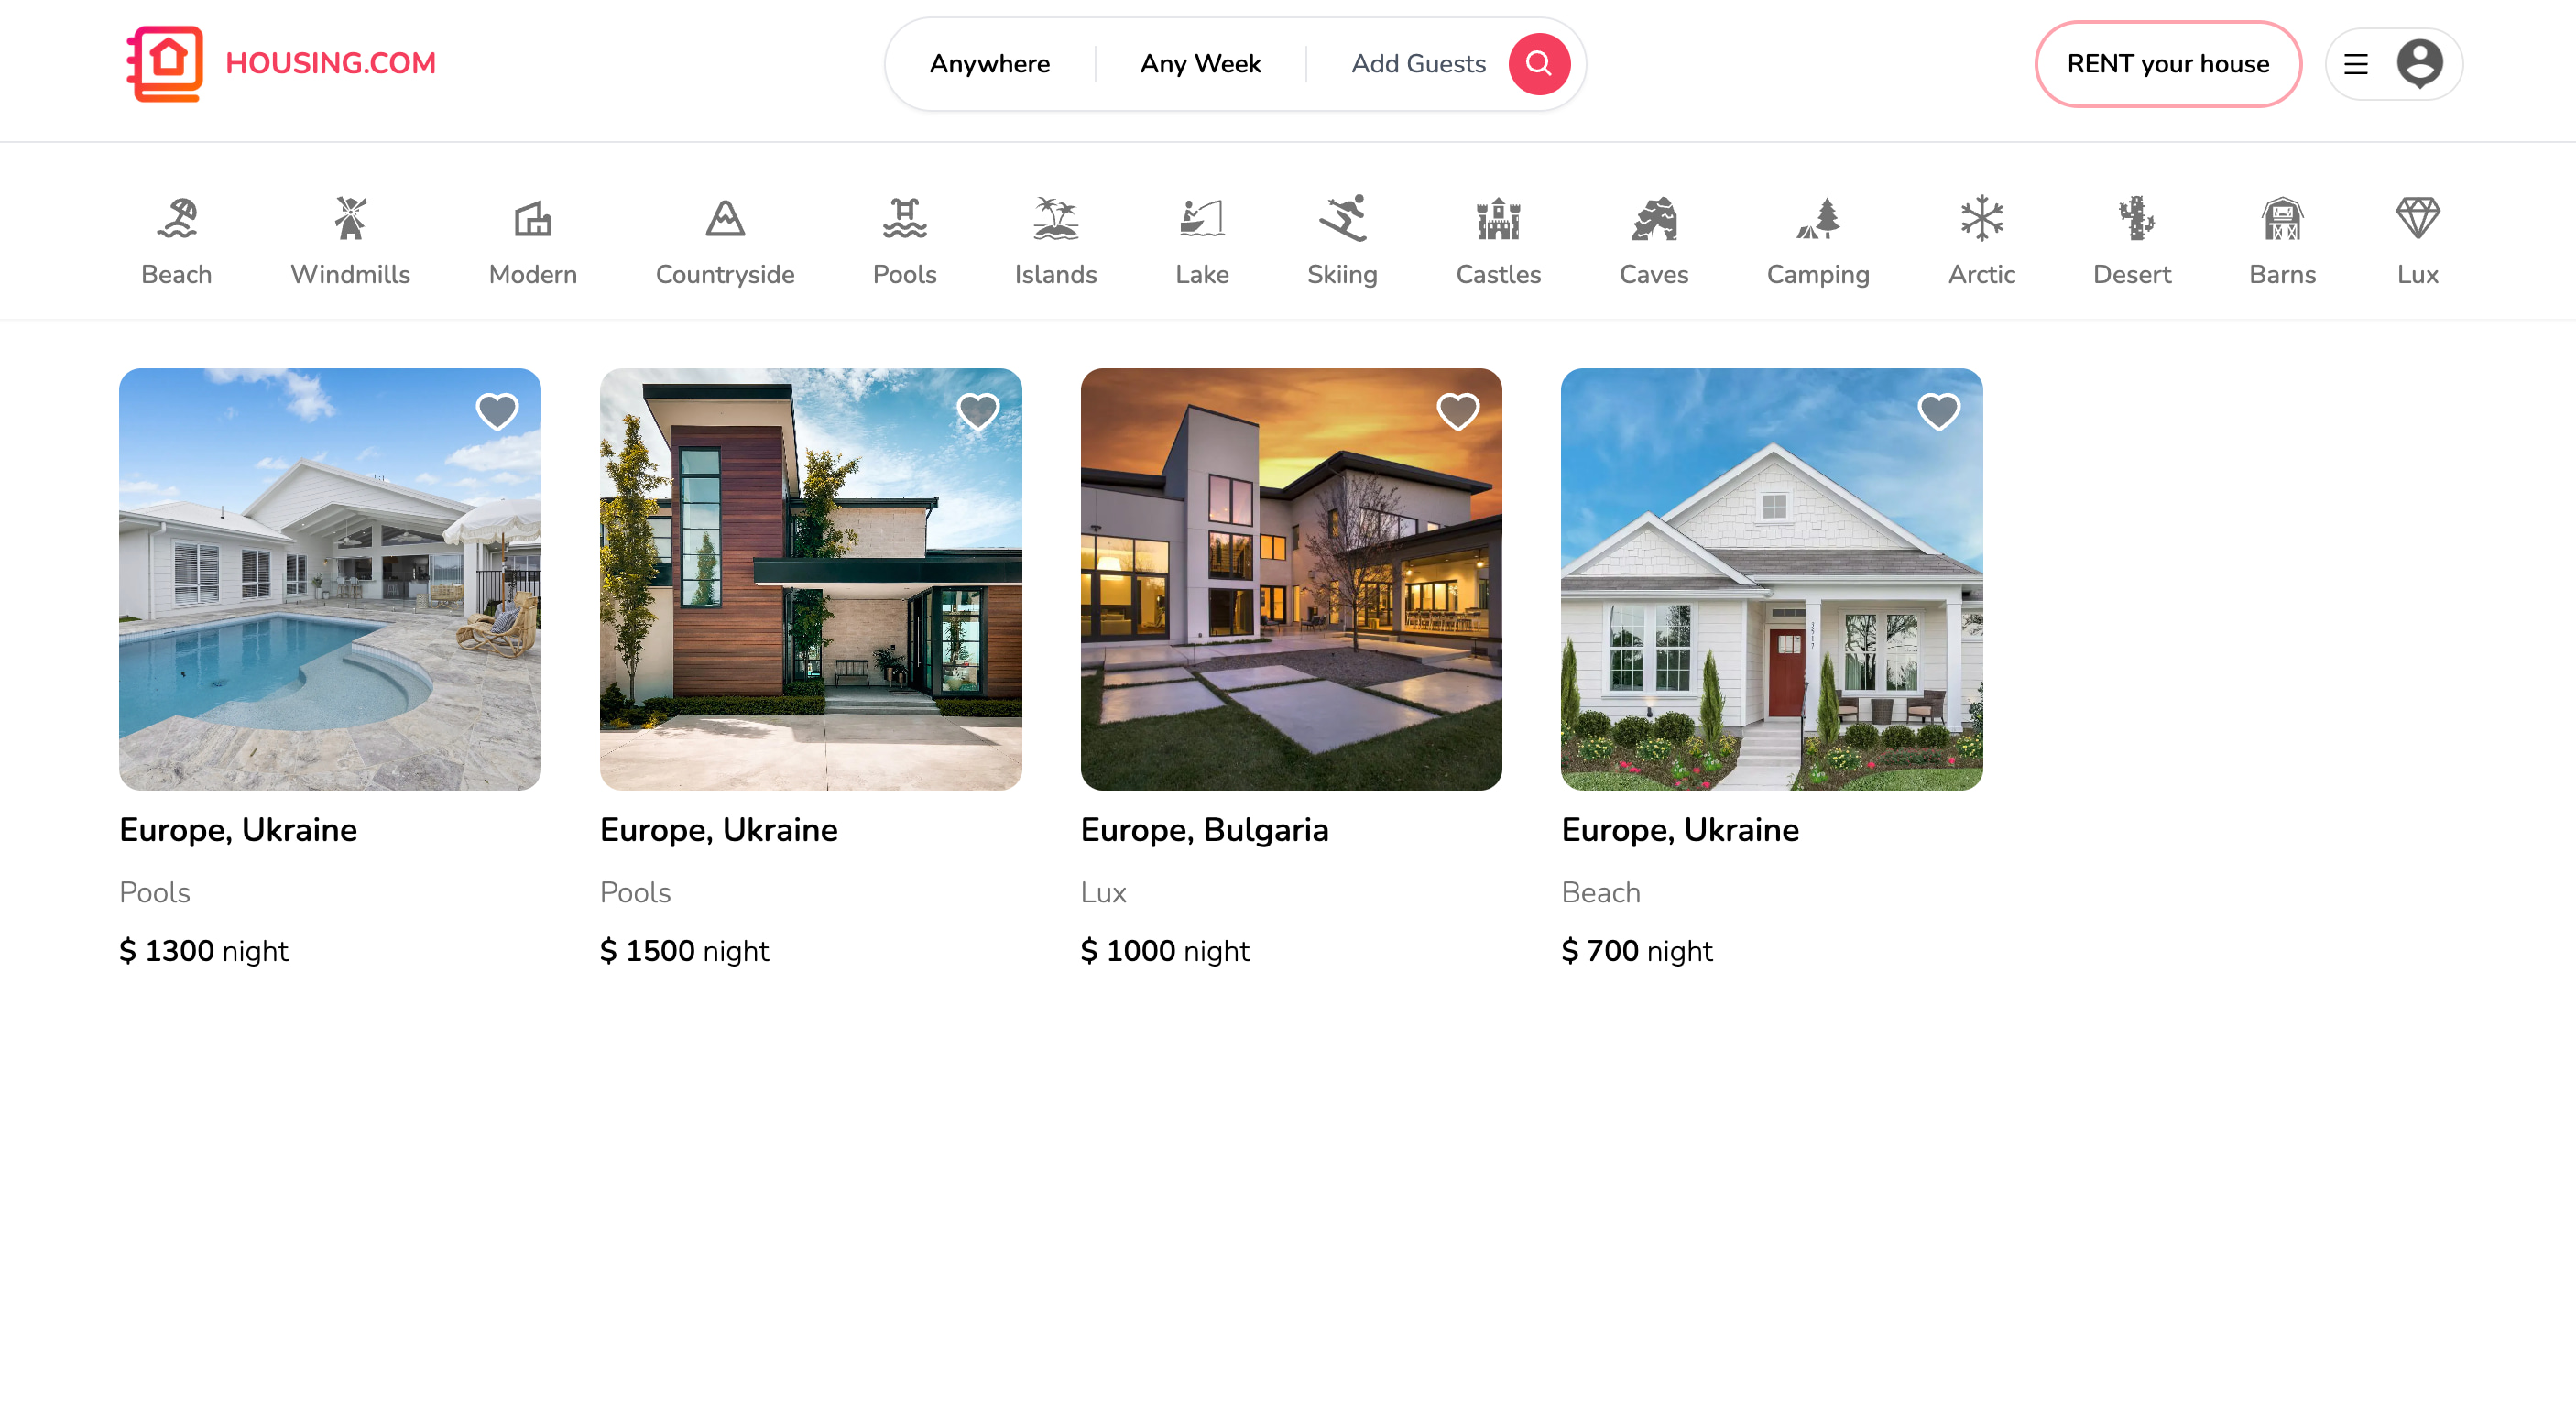 HOUSING.COM
Anywhere
Any Week
Add Guests
RENT your house
Beach
Windmills
Modern
Countryside
Pools
Islands
Lake
Skiing
Castles
Caves
Camping
Arctic
Desert
Barns
Lux
Europe, Ukraine
Pools
$ 1300 night
Europe, Ukraine
Pools
$ 1500 night
Europe, Bulgaria
Lux
$ 1000 night
Europe, Ukraine
Beach
$ 700 night